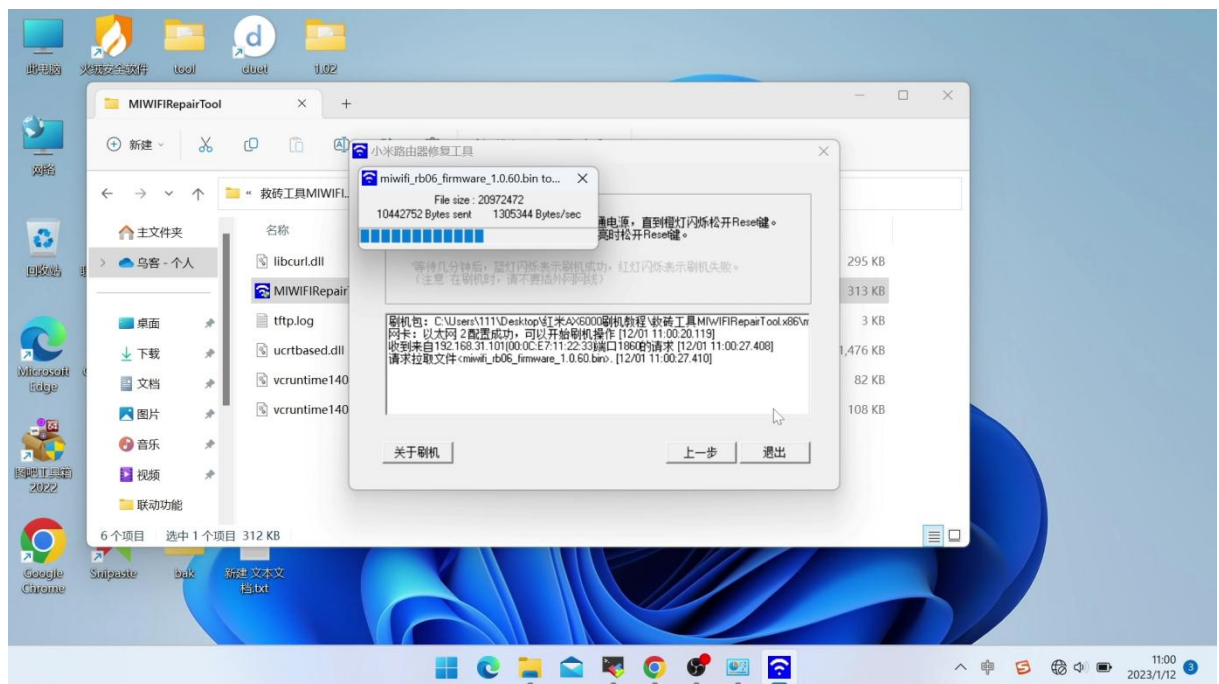 此电脑
火绒安全软件
tool
duet
1.02
MIWIFIRepairTool
新建
小米路由器修复工具
miwifi_rb06_firmware_1.0.60.bin to...
File size : 20972472
10442752 Bytes sent 1305344 Bytes/sec
通电源，直到橙灯闪烁松开Reset键。
亮时松开Reset键。
等待几分钟后，蓝灯闪烁表示刷机成功，红灯闪烁表示刷机失败。
（注意 在刷机时，请不要插外网网线）
网络
« 救砖工具MIWIFI...
主文件夹
名称
回收站
乌客 - 个人
libcurl.dll
295 KB
MIWIFIRepair
313 KB
桌面
tftp.log
3 KB
刷机包：C:\Users\111\Desktop\红米AX6000刷机教程\救砖工具MIWIFIRepairTool.x86\m
网卡：以太网 2配置成功，可以开始刷机操作 [12/01 11:00:20.119]
收到来自192.168.31.101[00:0C:E7:11:22:33]端口1860的请求 [12/01 11:00:27.408]
请求拉取文件<miwifi_rb06_firmware_1.0.60.bin>. [12/01 11:00:27.410]
下载
ucrtbased.dll
1,476 KB
Microsoft
Edge
文档
vcruntime140
82 KB
图片
vcruntime140
108 KB
音乐
关于刷机
上一步
退出
图吧工具箱
2022
视频
联动功能
6 个项目
选中 1 个项目 312 KB
Google
Chrome
Snipaste
bak
新建 文本文
档.txt
中
11:00
2023/1/12
3